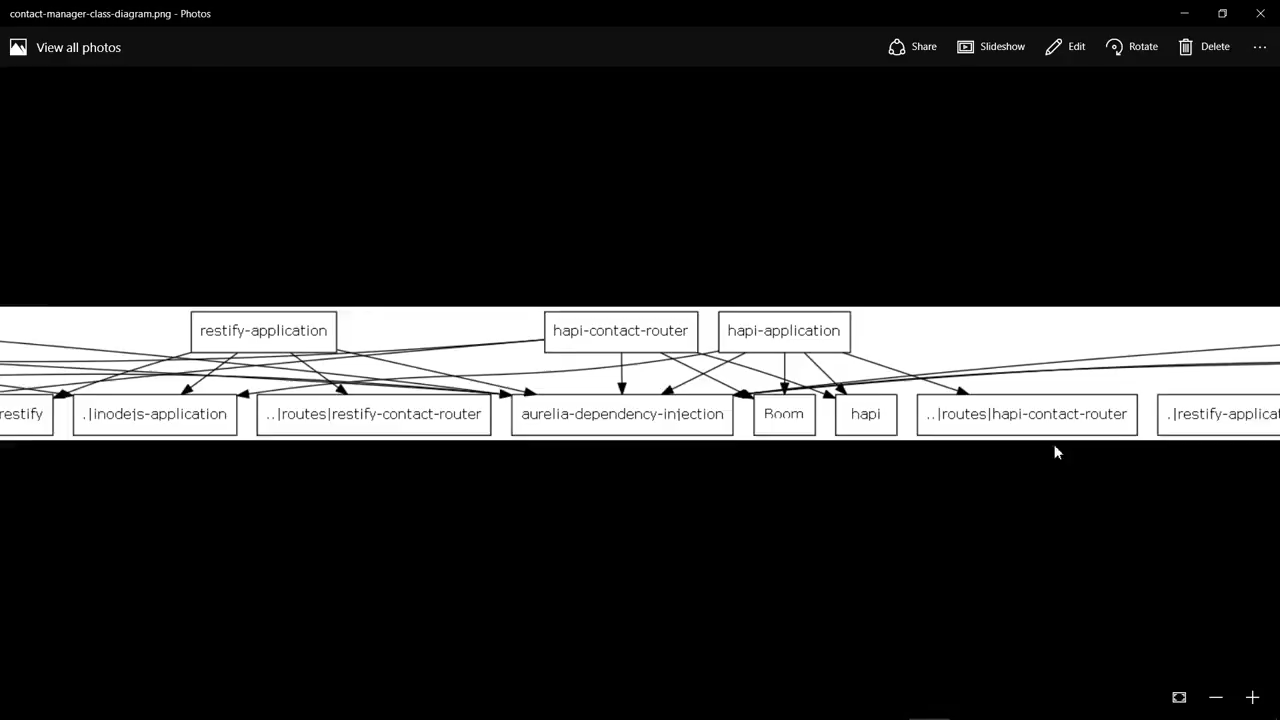 contact-manager-class-diagram.png - Photos
View all photos
Share
Slideshow
Edit
Rotate
Delete
restify-application
hapi-contact-router
hapi-application
restify
.|inodejs-application
..|routes|restify-contact-router
aurelia-dependency-injection
Boom
hapi
..|routes|hapi-contact-router
.|restify-applicat